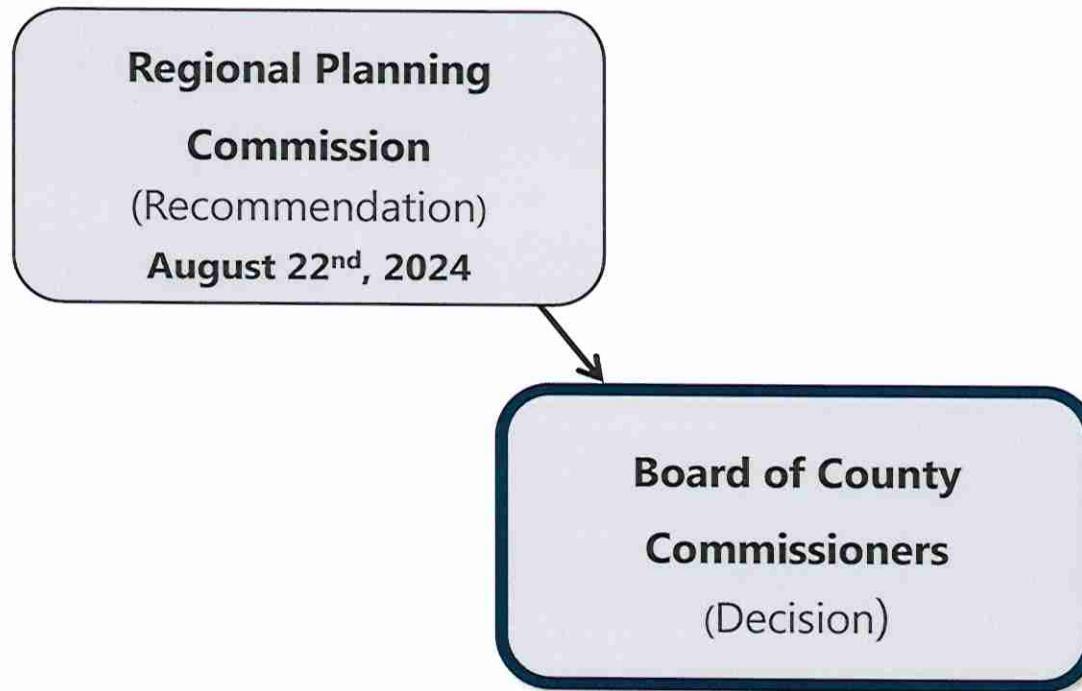 Regional Planning
Commission
(Recommendation)
August 22nd, 2024
Board of County
Commissioners
(Decision)